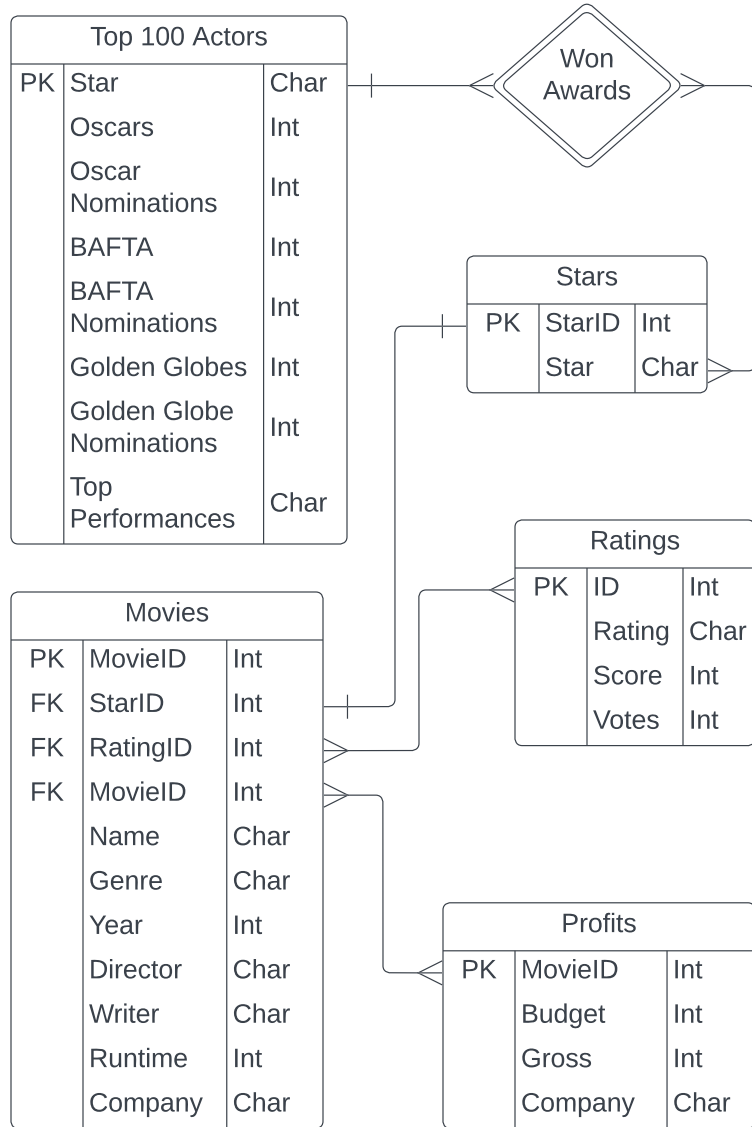 Top 100 Actors
PK Star Char
Oscars Int
Oscar
Nominations Int
BAFTA Int
BAFTA
Nominations Int
Golden Globes Int
Golden Globe
Nominations Int
Top
Performances Char
Won
Awards
Stars
PK StarID Int
Star Char
Ratings
PK ID Int
Rating Char
Score Int
Votes Int
Movies
PK MovieID Int
FK StarID Int
FK RatingID Int
FK MovieID Int
Name Char
Genre Char
Year Int
Director Char
Writer Char
Runtime Int
Company Char
Profits
PK MovieID Int
Budget Int
Gross Int
Company Char